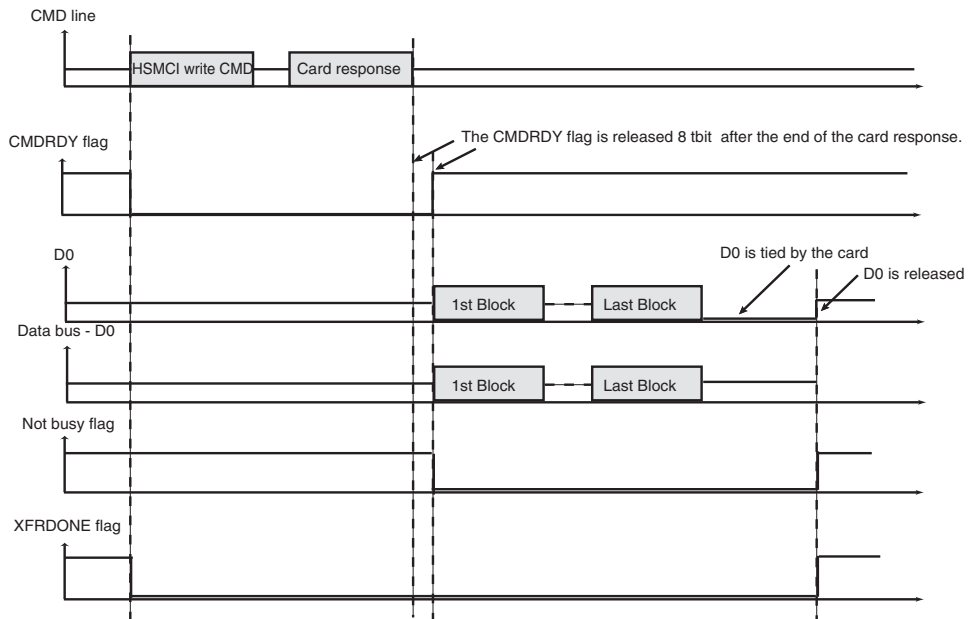 CMD line
HSMCI write CMD
Card response
CMDRDY flag
The CMDRDY flag is released 8 tbit after the end of the card response.
D0
1st Block
Last Block
D0 is tied by the card
D0 is released
Data bus - D0
1st Block
Last Block
Not busy flag
XFRDONE flag